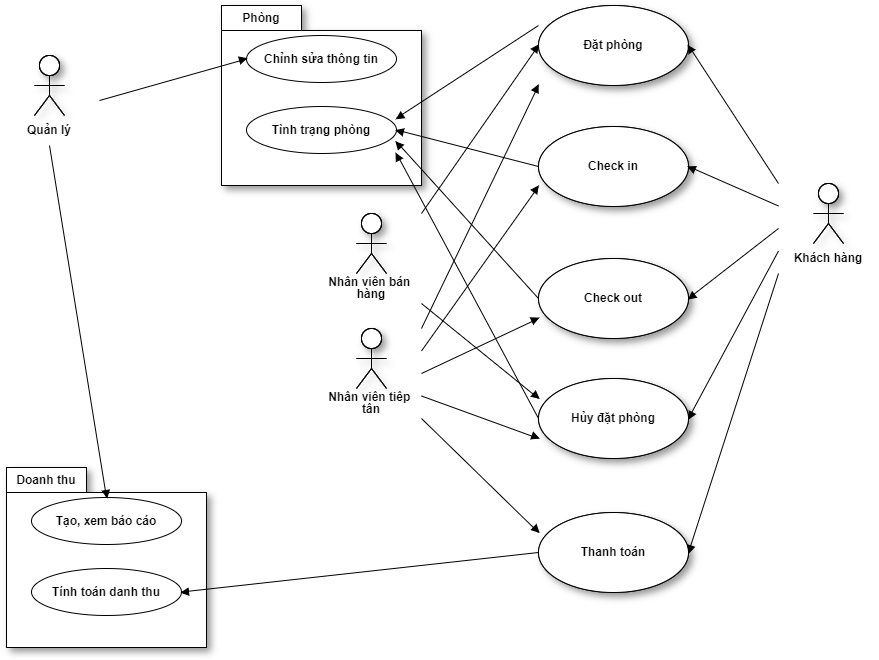 Phòng
Chỉnh sửa thông tin
Tình trạng phòng
Quản lý
Đặt phòng
Check in
Check out
Hủy đặt phòng
Thanh toán
Khách hàng
Nhân viên bán
hàng
Nhân viên tiếp
tân
Doanh thu
Tạo, xem báo cáo
Tính toán danh thu